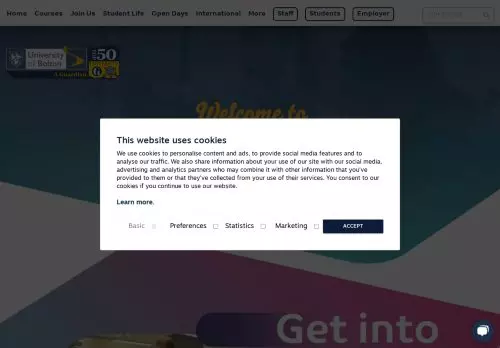 Home Courses Join Us Student Life Open Days International More Staff Students Employer
University
of Bolton
50
Welcome to
This website uses cookies
We use cookies to personalise content and ads, to provide social media features and to
analyse our traffic. We also share information about your use of our site with our social media,
advertising and analytics partners who may combine it with other information that you've
provided to them or that they've collected from your use of their services. You consent to our
cookies if you continue to use our website.
Learn more.
Basic Preferences Statistics Marketing ACCEPT
Get into